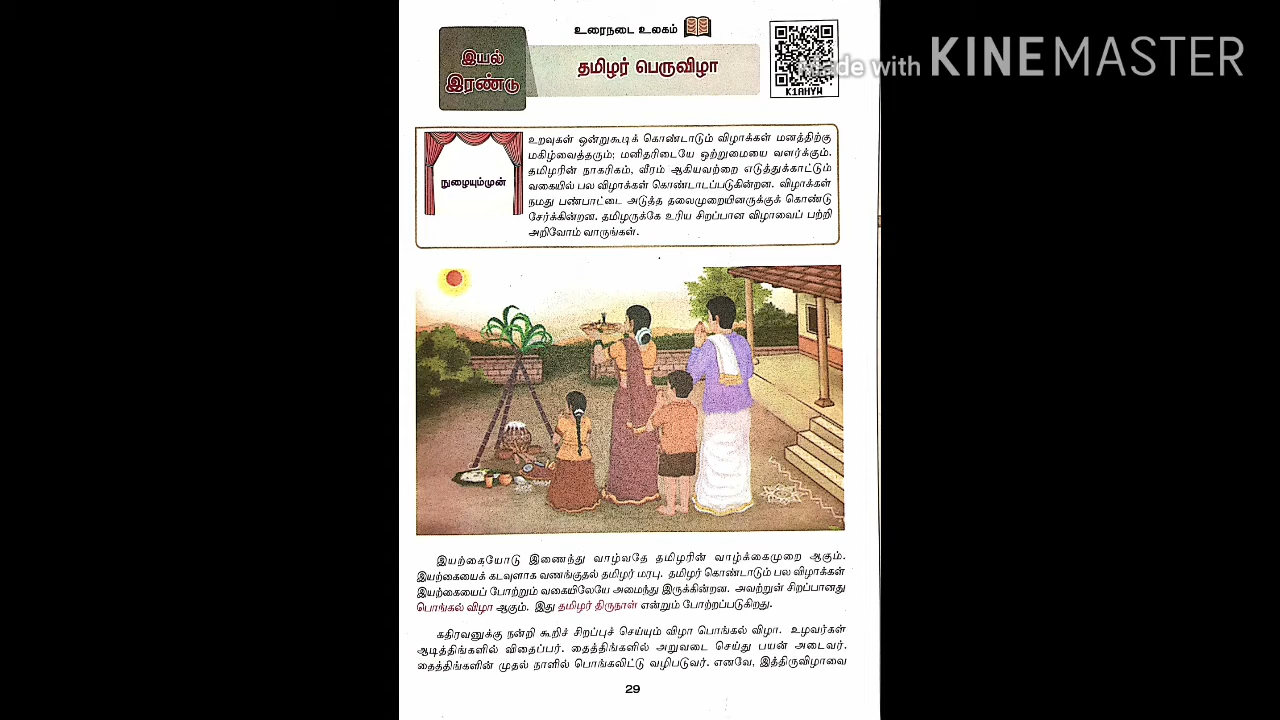 உரைநடை உலகம்
இயல்
இரண்டு
தமிழர் பெருவிழா
K1AHYW
Made with KINEMASTER
நுழையும்முன்
உறவுகள் ஒன்றுகூடிக் கொண்டாடும் விழாக்கள் மனத்திற்கு
மகிழ்வைத்தரும்; மனிதரிடையே ஒற்றுமையை வளர்க்கும்.
தமிழரின் நாகரிகம், வீரம் ஆகியவற்றை எடுத்துக்காட்டும்
வகையில் பல விழாக்கள் கொண்டாடப்படுகின்றன. விழாக்கள்
நமது பண்பாட்டை அடுத்த தலைமுறையினருக்குக் கொண்டு
சேர்க்கின்றன. தமிழருக்கே உரிய சிறப்பான விழாவைப் பற்றி
அறிவோம் வாருங்கள்.
இயற்கையோடு இணைந்து வாழ்வதே தமிழரின் வாழ்க்கைமுறை ஆகும்.
இயற்கையைக் கடவுளாக வணங்குதல் தமிழர் மரபு. தமிழர் கொண்டாடும் பல விழாக்கள்
இயற்கையைப் போற்றும் வகையிலேயே அமைந்து இருக்கின்றன. அவற்றுள் சிறப்பானது
பொங்கல் விழா ஆகும். இது தமிழர் திருநாள் என்றும் போற்றப்படுகிறது.
கதிரவனுக்கு நன்றி கூறிச் சிறப்புச் செய்யும் விழா பொங்கல் விழா. உழவர்கள்
ஆடித்திங்களில் விதைப்பர். தைத்திங்களில் அறுவடை செய்து பயன் அடைவர்.
தைத்திங்களின் முதல் நாளில் பொங்கலிட்டு வழிபடுவர். எனவே, இத்திருவிழாவை
29